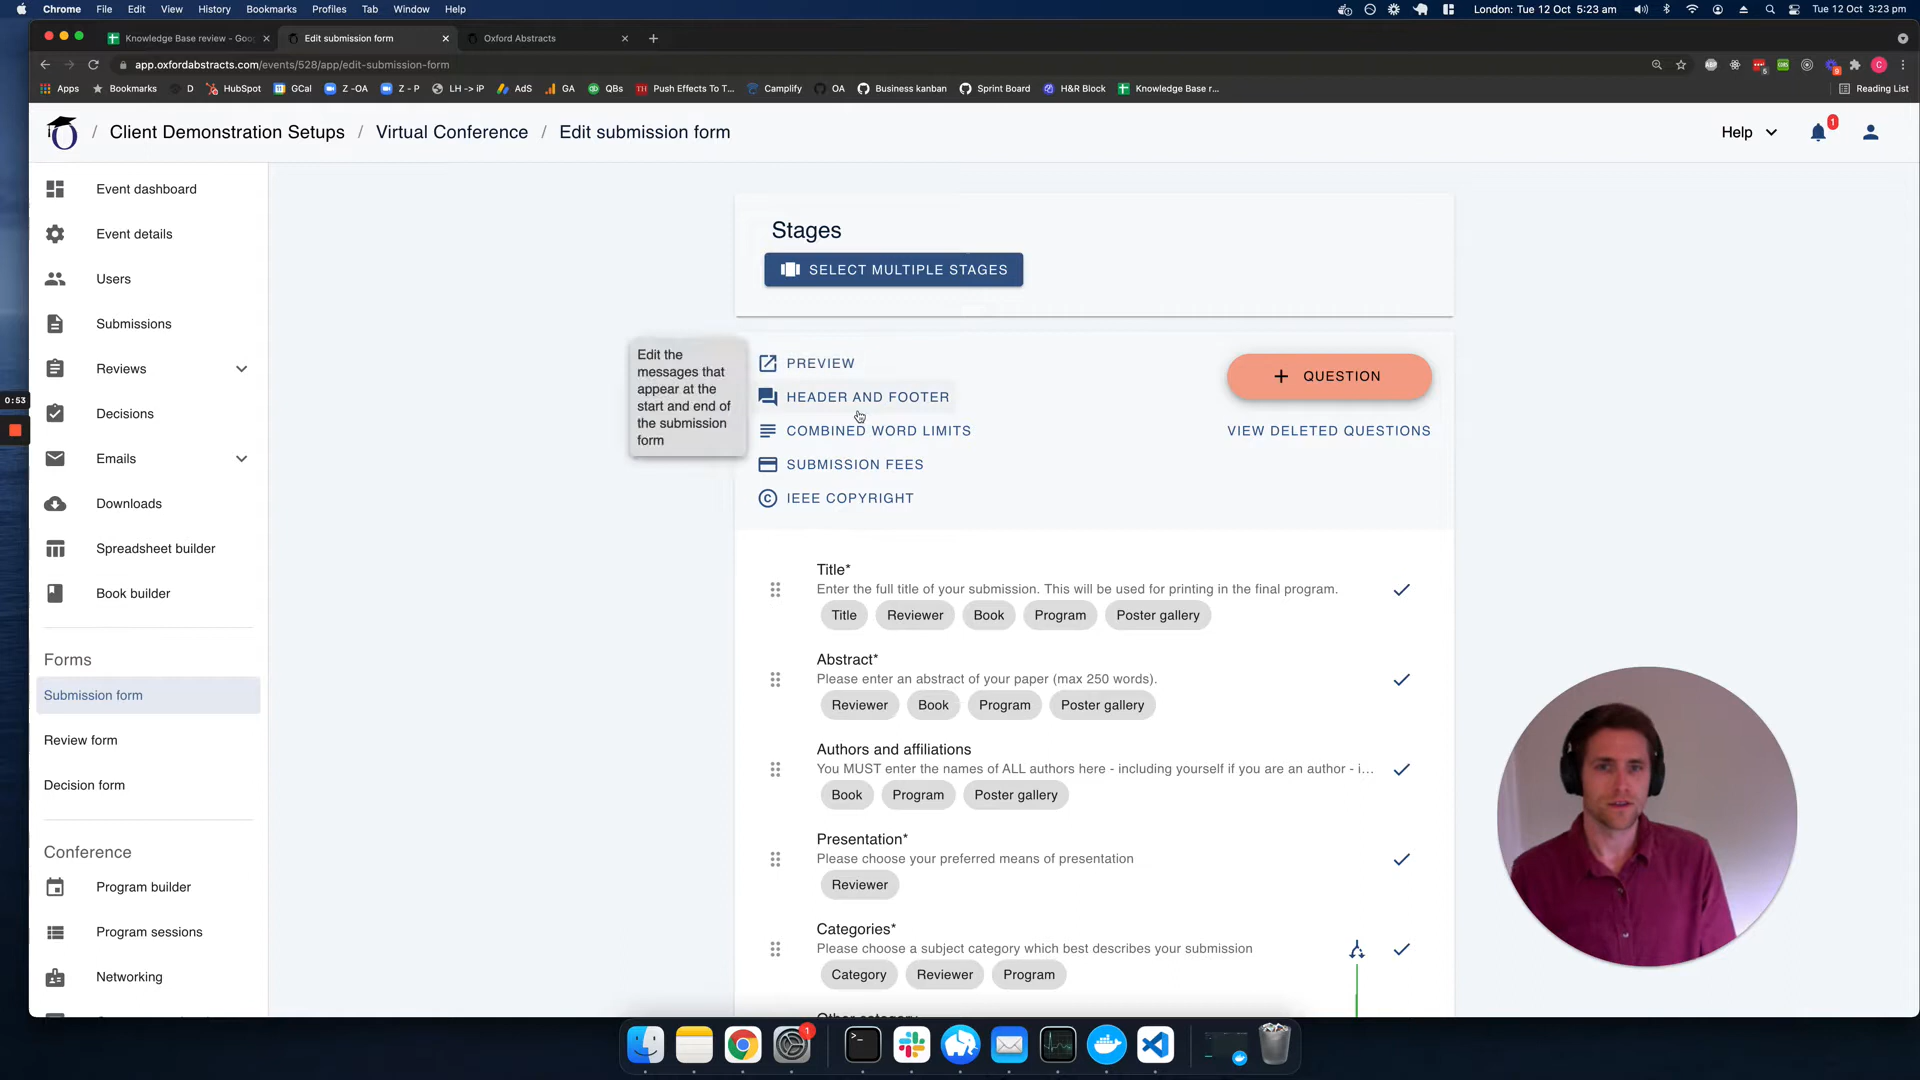 Chrome File Edit View History Bookmarks Profiles Tab Window Help
London: Tue 12 Oct 5:23 am
Tue 12 Oct 3:23 pm
Knowledge Base review - Goo
Edit submission form
Oxford Abstracts
app.oxfordabstracts.com/events/528/app/edit-submission-form
Apps Bookmarks D HubSpot GCal Z -OA Z - P LH -> iP AdS GA QBs Push Effects To T... Camplify OA Business kanban Sprint Board H&R Block Knowledge Base r... Reading List
/ Client Demonstration Setups / Virtual Conference / Edit submission form
Help
1
Event dashboard
Event details
Users
Submissions
Reviews
Decisions
Emails
Downloads
Spreadsheet builder
Book builder
Forms
Submission form
Review form
Decision form
Conference
Program builder
Program sessions
Networking
0:53
Stages
SELECT MULTIPLE STAGES
Edit the
messages that
appear at the
start and end of
the submission
form
PREVIEW
HEADER AND FOOTER
COMBINED WORD LIMITS
SUBMISSION FEES
IEEE COPYRIGHT
+ QUESTION
VIEW DELETED QUESTIONS
Title*
Enter the full title of your submission. This will be used for printing in the final program.
Title Reviewer Book Program Poster gallery
Abstract*
Please enter an abstract of your paper (max 250 words).
Reviewer Book Program Poster gallery
Authors and affiliations
You MUST enter the names of ALL authors here - including yourself if you are an author - i...
Book Program Poster gallery
Presentation*
Please choose your preferred means of presentation
Reviewer
Categories*
Please choose a subject category which best describes your submission
Category Reviewer Program
Other category
1